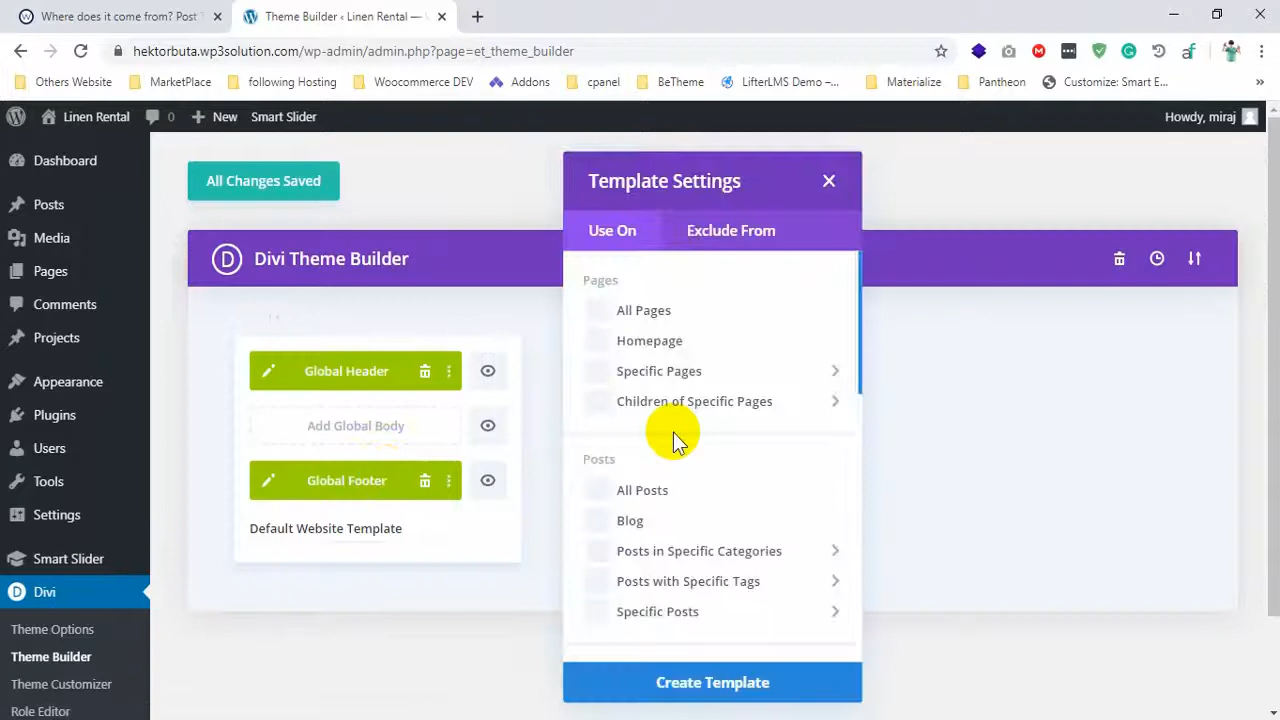 Where does it come from? Post
Theme Builder ‹ Linen Rental —
hektorbuta.wp3solution.com/wp-admin/admin.php?page=et_theme_builder
Others Website
MarketPlace
following Hosting
Woocommerce DEV
Addons
cpanel
BeTheme
LifterLMS Demo –...
Materialize
Pantheon
Customize: Smart E...
»
Linen Rental
0
New
Smart Slider
Howdy, miraj
Dashboard
Posts
Media
Pages
Comments
Projects
Appearance
Plugins
Users
Tools
Settings
Smart Slider
Divi
Theme Options
Theme Builder
Theme Customizer
Role Editor
All Changes Saved
D
Divi Theme Builder
Global Header
Add Global Body
Global Footer
Default Website Template
Template Settings
Use On
Exclude From
Pages
All Pages
Homepage
Specific Pages
Children of Specific Pages
Posts
All Posts
Blog
Posts in Specific Categories
Posts with Specific Tags
Specific Posts
Create Template